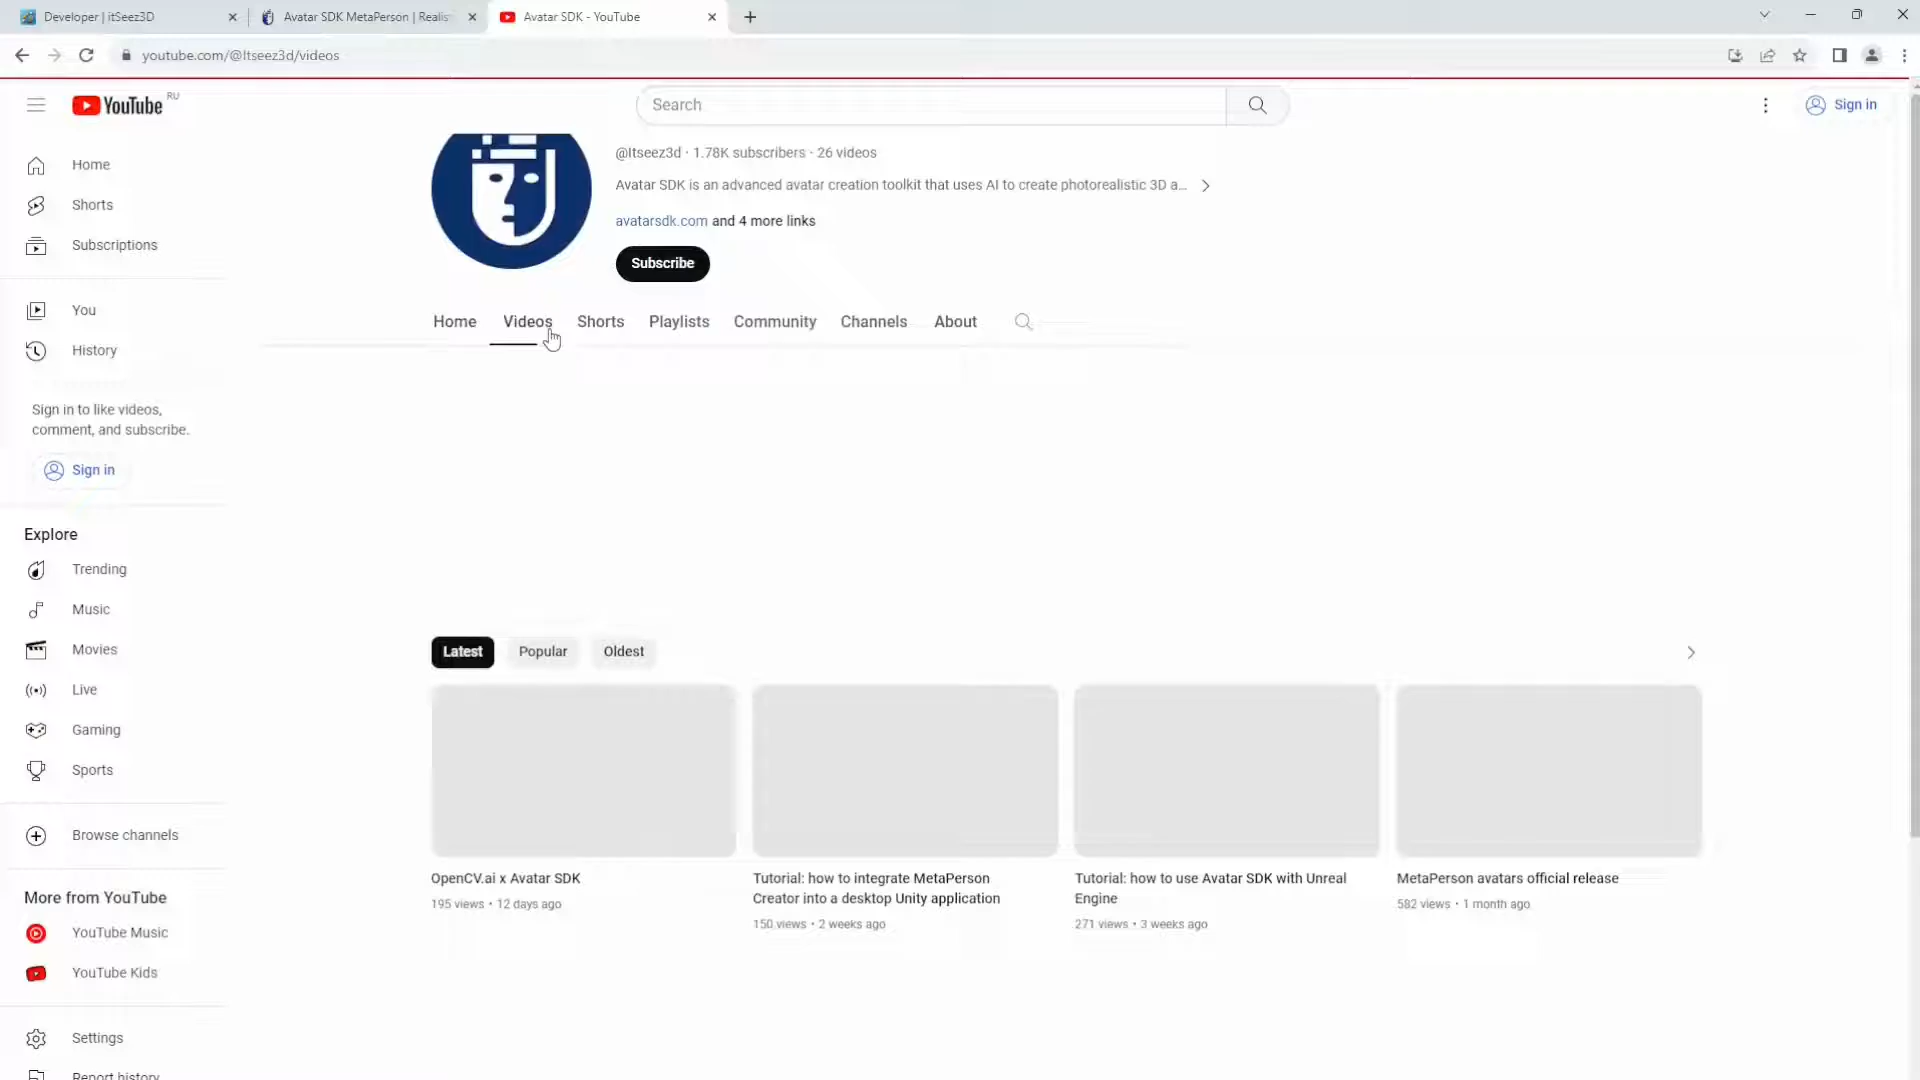 Developer | itSeez3D
Avatar SDK MetaPerson | Realis
Avatar SDK - YouTube
youtube.com/@Itseez3d/videos
YouTube
RU
Search
Sign in
Home
Shorts
Subscriptions
You
History
Sign in to like videos,
comment, and subscribe.
Sign in
Explore
Trending
Music
Movies
Live
Gaming
Sports
Browse channels
More from YouTube
YouTube Music
YouTube Kids
Settings
Report history
@Itseez3d · 1.78K subscribers · 26 videos
Avatar SDK is an advanced avatar creation toolkit that uses AI to create photorealistic 3D a...
avatarsdk.com and 4 more links
Subscribe
Home Videos Shorts Playlists Community Channels About
Latest Popular Oldest
OpenCV.ai x Avatar SDK
195 views • 12 days ago
Tutorial: how to integrate MetaPerson
Creator into a desktop Unity application
150 views • 2 weeks ago
Tutorial: how to use Avatar SDK with Unreal
Engine
271 views • 3 weeks ago
MetaPerson avatars official release
582 views • 1 month ago